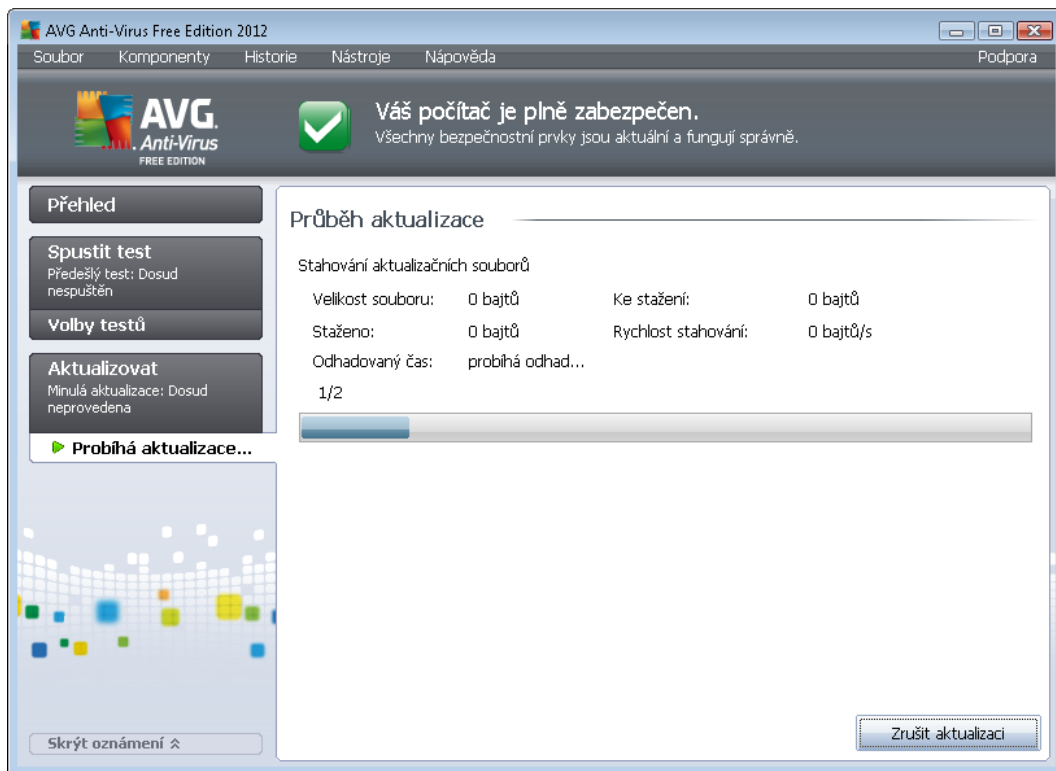 AVG Anti-Virus Free Edition 2012
Soubor Komponenty Historie Nástroje Nápověda Podpora
AVG.
Anti-Virus
FREE EDITION
Váš počítač je plně zabezpečen.
Všechny bezpečnostní prvky jsou aktuální a fungují správně.
Přehled
Spustit test
Předešlý test: Dosud
nespuštěn
Volby testů
Aktualizovat
Minulá aktualizace: Dosud
neprovedena
Probíhá aktualizace...
Skrýt oznámení
Průběh aktualizace
Stahování aktualizačních souborů
Velikost souboru: 0 bajtů Ke stažení: 0 bajtů
Staženo: 0 bajtů Rychlost stahování: 0 bajtů/s
Odhadovaný čas: probíhá odhad...
1/2
Zrušit aktualizaci